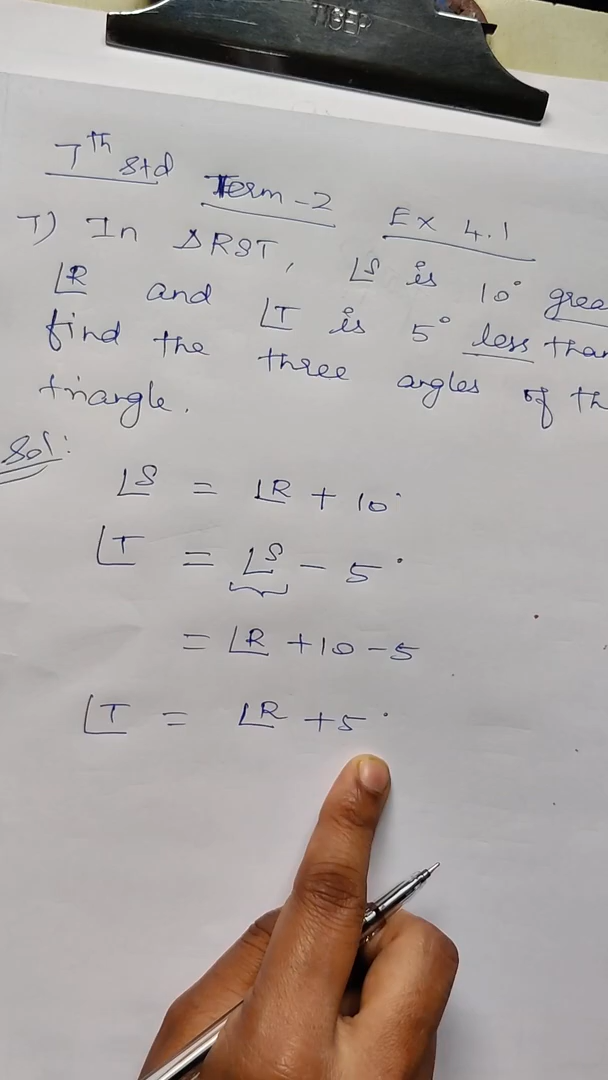 TIGER
7th Std Term-2 Ex 4.1
7) In ΔRST, ∠S is 10° grea
∠R and ∠T is 5° less than
find the three angles of th
triangle.
Sol:
∠S = ∠R + 10°
∠T = ∠S - 5°
= ∠R + 10 - 5
∠T = ∠R + 5°